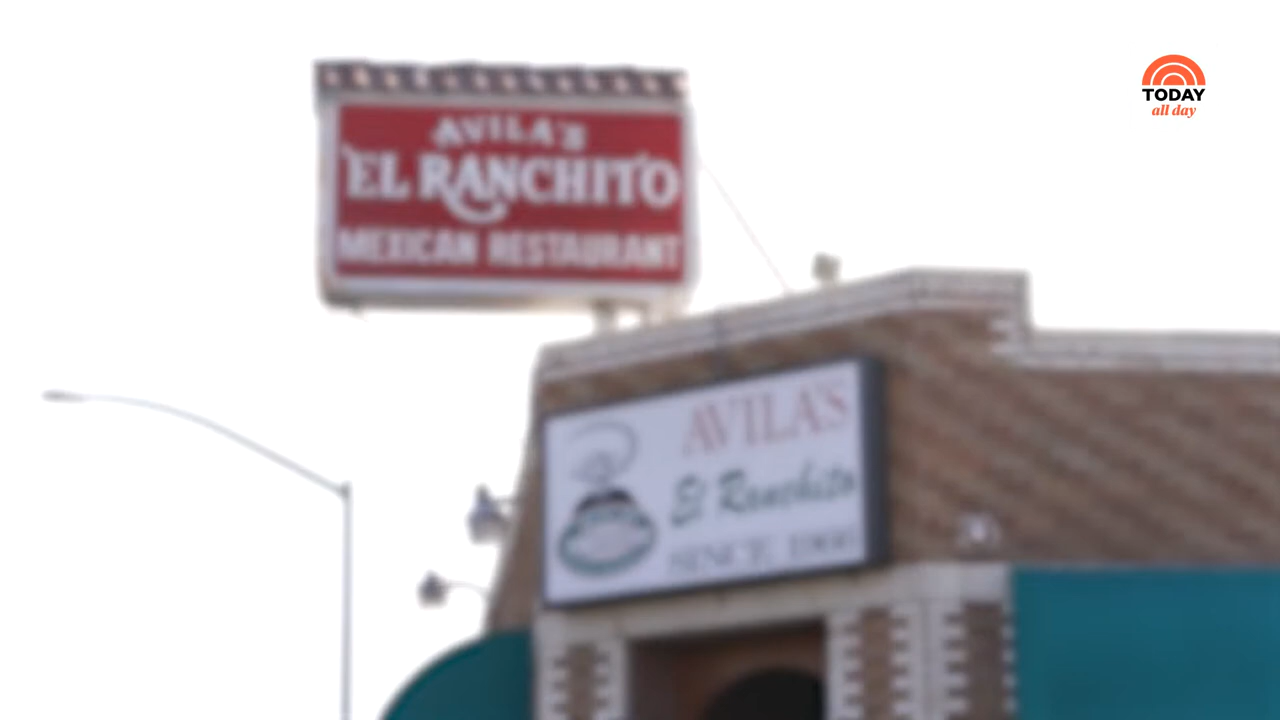 AVILA'S
EL RANCHITO
MEXICAN RESTAURANT
AVILA'S
El Ranchito
SINCE 1966
TODAY
all day